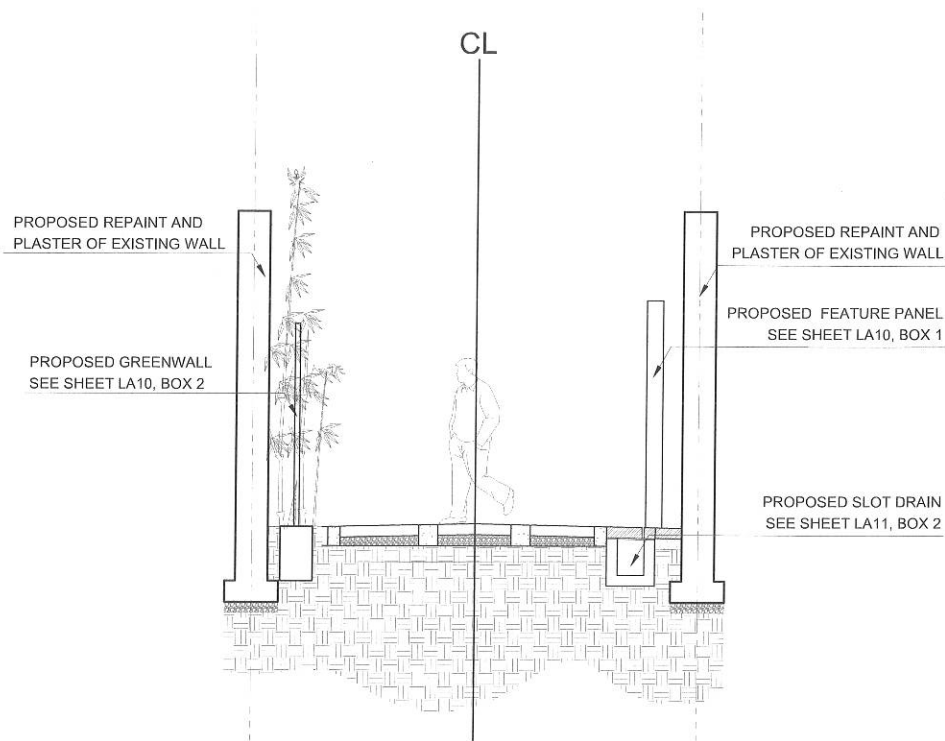 CL
PROPOSED REPAINT AND
PLASTER OF EXISTING WALL
PROPOSED GREENWALL
SEE SHEET LA10, BOX 2
PROPOSED REPAINT AND
PLASTER OF EXISTING WALL
PROPOSED FEATURE PANEL
SEE SHEET LA10, BOX 1
PROPOSED SLOT DRAIN
SEE SHEET LA11, BOX 2